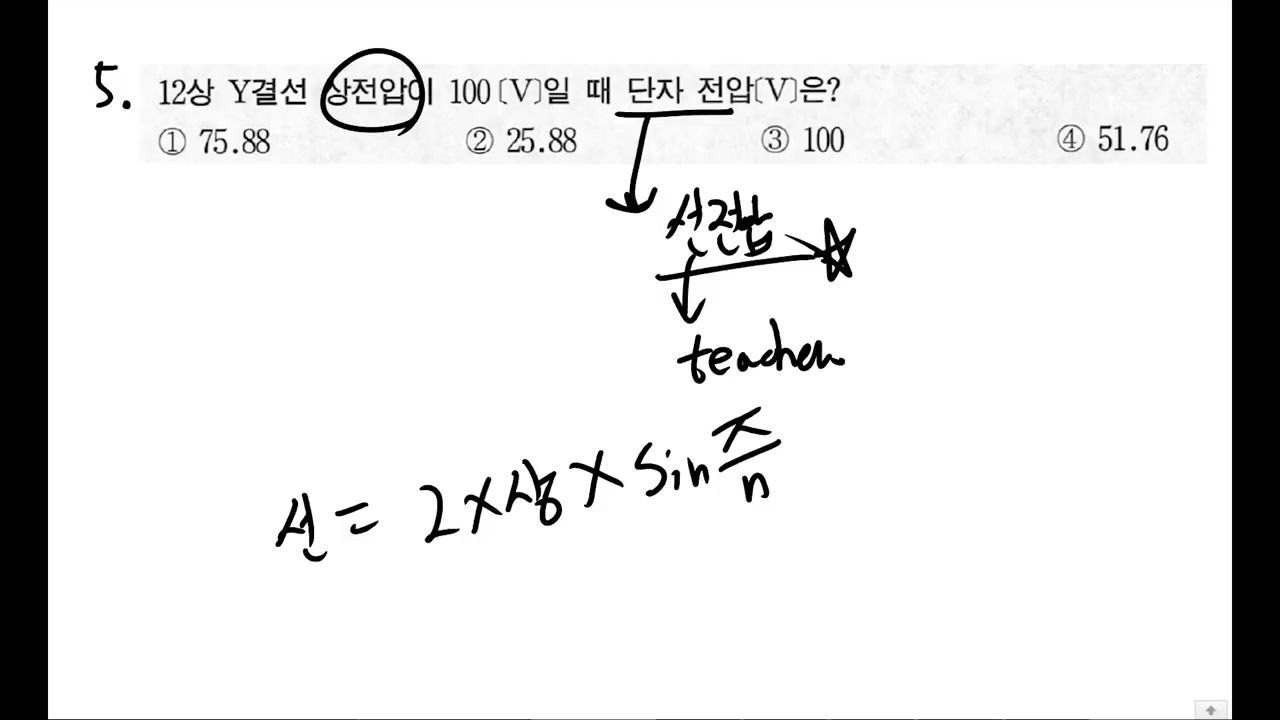 5. 12상 Y결선 상전압이 100〔V〕일 때 단자 전압〔V〕은?
① 75.88 ② 25.88 ③ 100 ④ 51.76
선전압
teacher
선 = 2×상× sin π/n